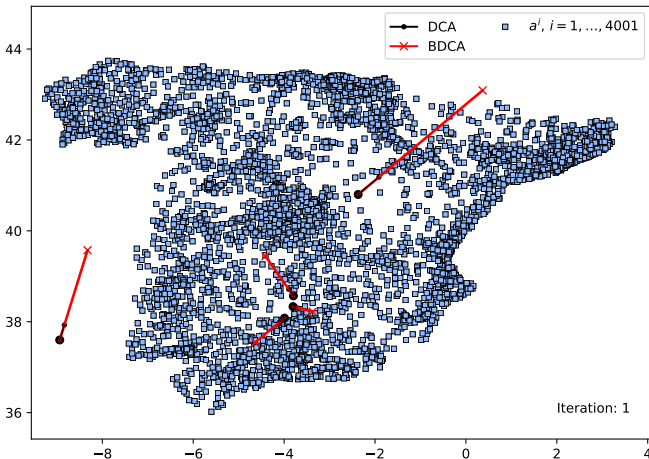 DCA
BDCA
a^i, i = 1, ..., 4001
44
42
40
38
36
Iteration: 1
−8 −6 −4 −2 0 2 4